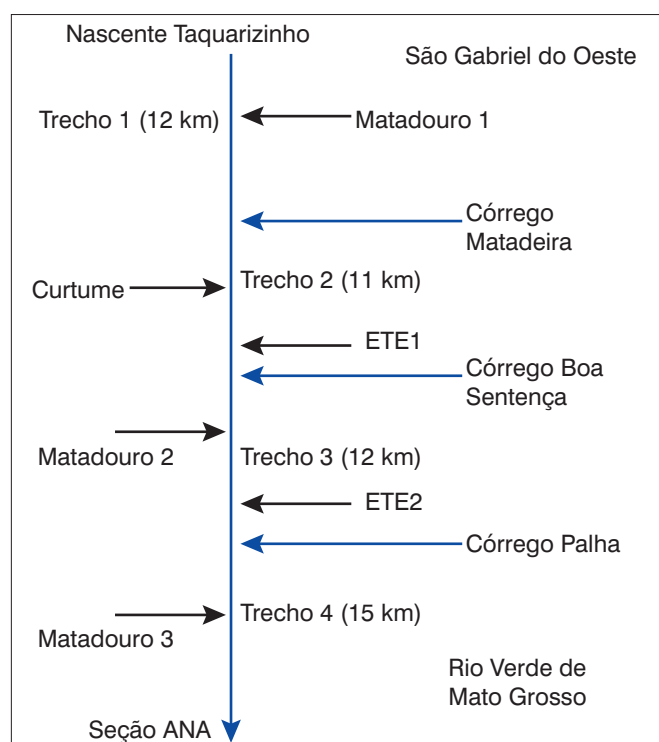 Nascente Taquarizinho
São Gabriel do Oeste
Trecho 1 (12 km)
Matadouro 1
Córrego
Matadeira
Trecho 2 (11 km)
Curtume
ETE1
Córrego Boa
Sentença
Matadouro 2
Trecho 3 (12 km)
ETE2
Córrego Palha
Trecho 4 (15 km)
Matadouro 3
Rio Verde de
Mato Grosso
Seção ANA